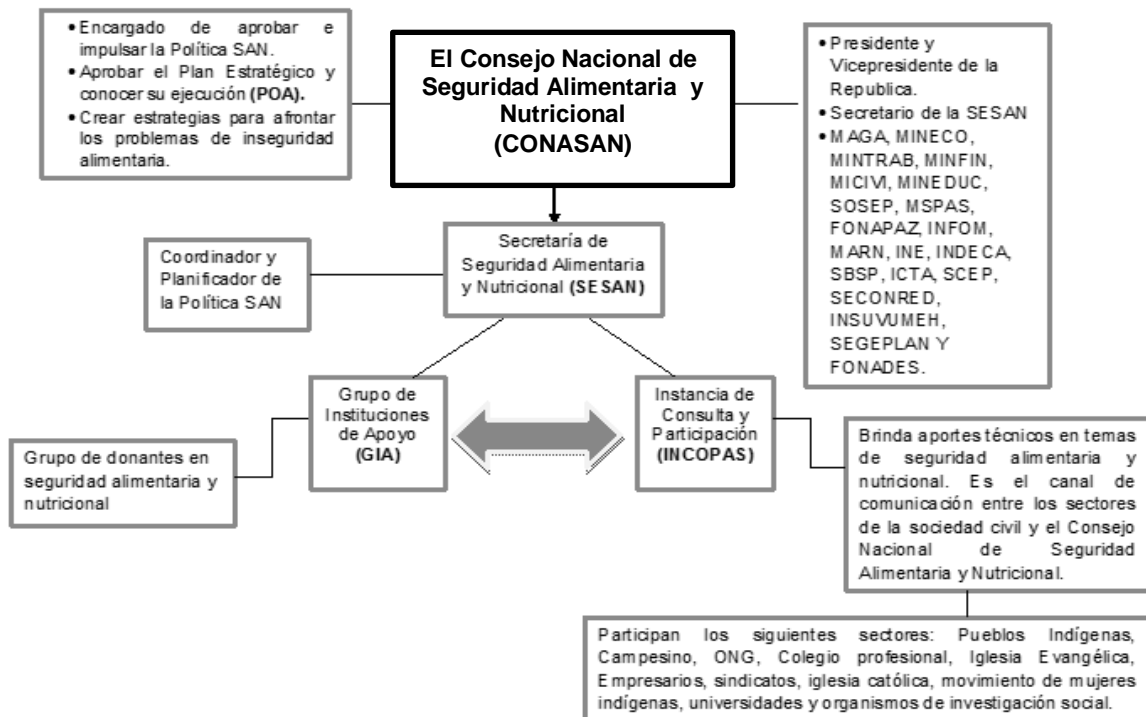 • Encargado de aprobar e
impulsar la Política SAN.
• Aprobar el Plan Estratégico y
conocer su ejecución (POA).
• Crear estrategias para afrontar
los problemas de inseguridad
alimentaria.
El Consejo Nacional de
Seguridad Alimentaria y
Nutricional
(CONASAN)
• Presidente y
Vicepresidente de la
Republica.
• Secretario de la SESAN
• MAGA, MINECO,
MINTRAB, MINFIN,
MICIVI, MINEDUC,
SOSEP, MSPAS,
FONAPAZ, INFOM,
MARN, INE, INDECA,
SBSP, ICTA, SCEP,
SECONRED,
INSUVUMEH,
SEGEPLAN Y
FONADES.
Coordinador y
Planificador de
la Política SAN
Secretaría de
Seguridad Alimentaria
y Nutricional (SESAN)
Grupo de
Instituciones
de Apoyo
(GIA)
Instancia de
Consulta y
Participación
(INCOPAS)
Grupo de donantes en
seguridad alimentaria y
nutricional
Brinda aportes técnicos en temas
de seguridad alimentaria y
nutricional. Es el canal de
comunicación entre los sectores
de la sociedad civil y el Consejo
Nacional de Seguridad
Alimentaria y Nutricional.
Participan los siguientes sectores: Pueblos Indígenas,
Campesino, ONG, Colegio profesional, Iglesia Evangélica,
Empresarios, sindicatos, iglesia católica, movimiento de mujeres
indígenas, universidades y organismos de investigación social.